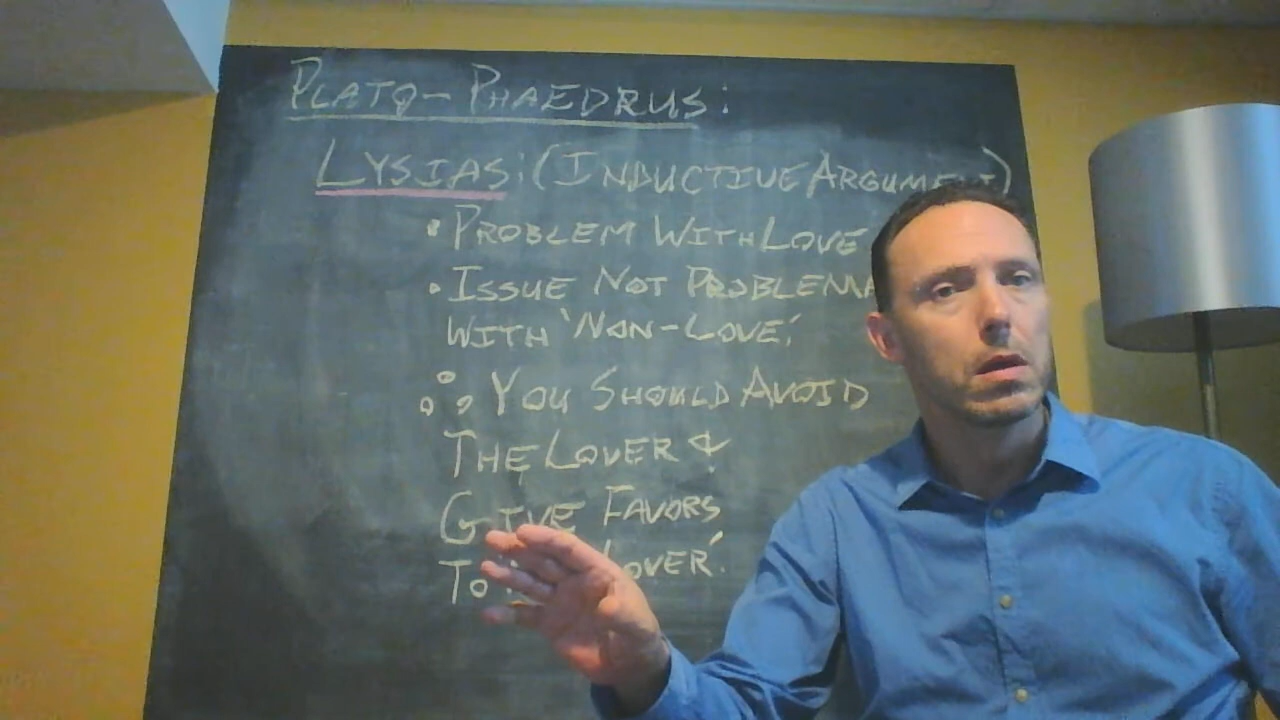 PLATO- PHAEDRUS:
LYSIAS: (INDUCTIVE ARGUMENT)
• PROBLEM WITH LOVE
• ISSUE NOT
WITH 'NON-LOVE'
∴ YOU SHOULD AVOID
THE LOVER &
GIVE FAVORS
TO